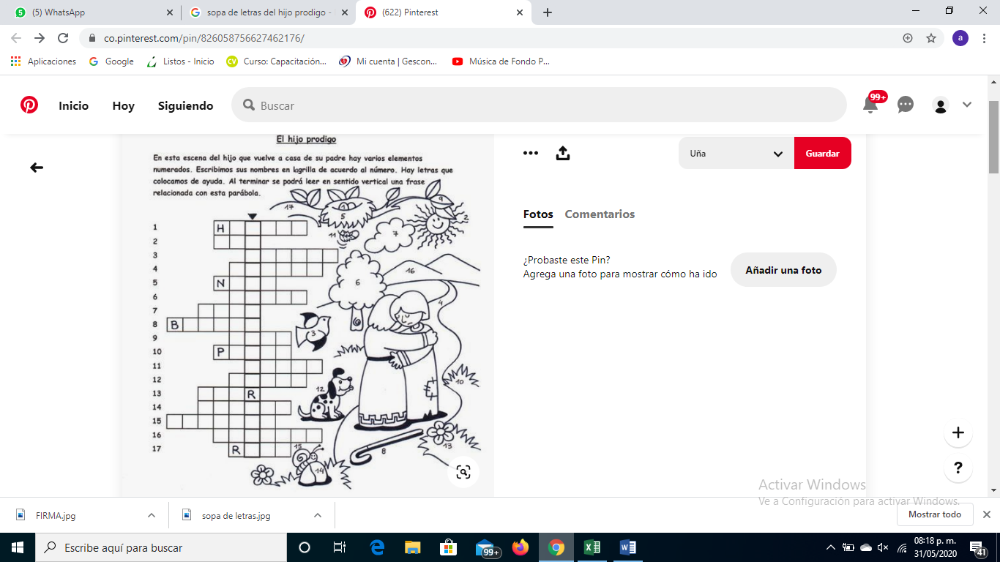 (5) WhatsApp
sopa de letras del hijo prodigo -
(622) Pinterest
co.pinterest.com/pin/826058756627462176/
a
Aplicaciones
Google
Listos - Inicio
Curso: Capacitación...
Mi cuenta | Gescon...
Música de Fondo P...
Inicio
Hoy
Siguiendo
Buscar
99+
El hijo prodigo
En esta escena del hijo que vuelve a casa de su padre hay varios elementos
numerados. Escribimos sus nombres en la grilla de acuerdo al número. Hay letras que
colocamos de ayuda. Al terminar se podrá leer en sentido vertical una frase
relacionada con esta parábola.
1 H
2
3
4
5 N
6
7
8 B
9
10 P
11
12
13 R
14
15
16
17 R
17
1
5
9
2
11
7
6
16
4
3
12
10
13
8
15
14
Uña
Guardar
Fotos
Comentarios
¿Probaste este Pin?
Agrega una foto para mostrar cómo ha ido
Añadir una foto
+
?
Activar Windows
Ve a Configuración para activar Windows.
FIRMA.jpg
sopa de letras.jpg
Mostrar todo
Escribe aquí para buscar
99+
08:18 p. m.
31/05/2020
41